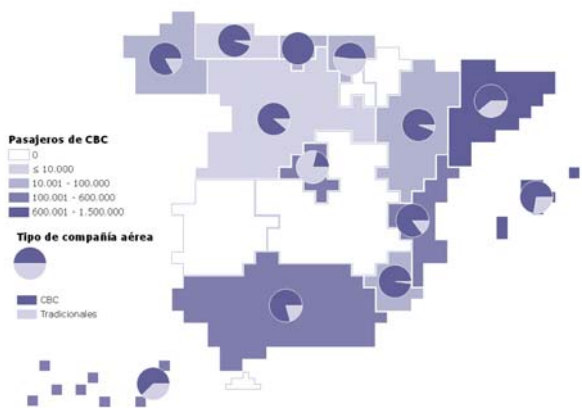 Pasajeros de CBC
0
≤ 10.000
10.001 - 100.000
100.001 - 600.000
600.001 - 1.500.000
Tipo de compañía aérea
CBC
Tradicionales